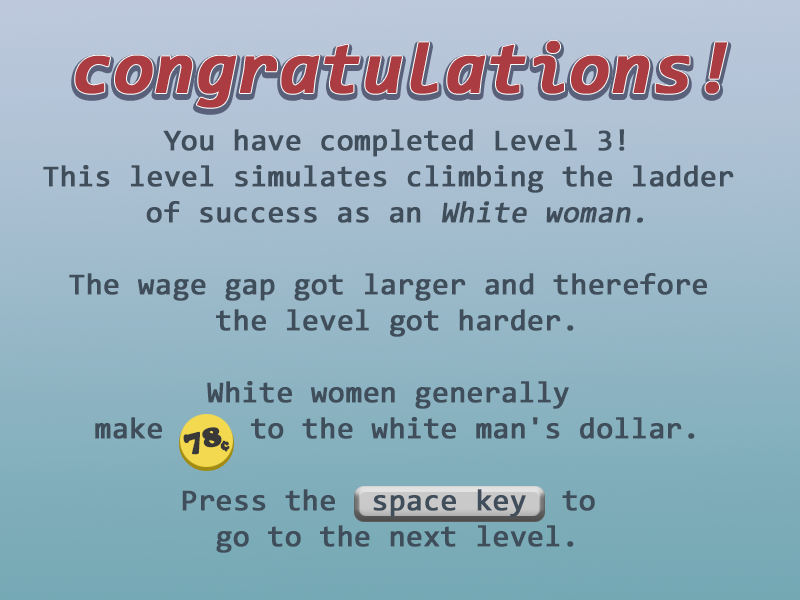 congratulations!
You have completed Level 3!
This level simulates climbing the ladder
of success as an White woman.
The wage gap got larger and therefore
the level got harder.
White women generally
make 78¢ to the white man's dollar.
Press the space key to
go to the next level.